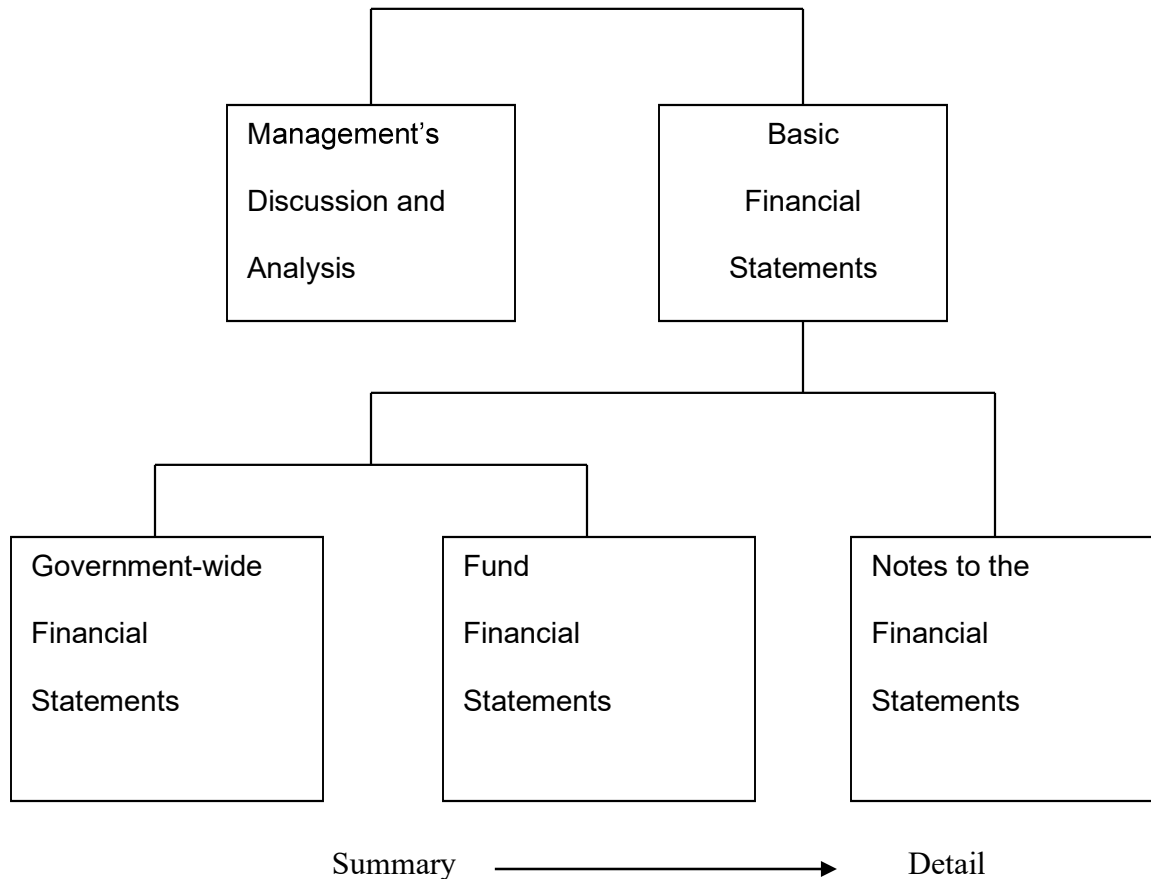 Management’s
Discussion and
Analysis
Basic
Financial
Statements
Government-wide
Financial
Statements
Fund
Financial
Statements
Notes to the
Financial
Statements
Summary
Detail